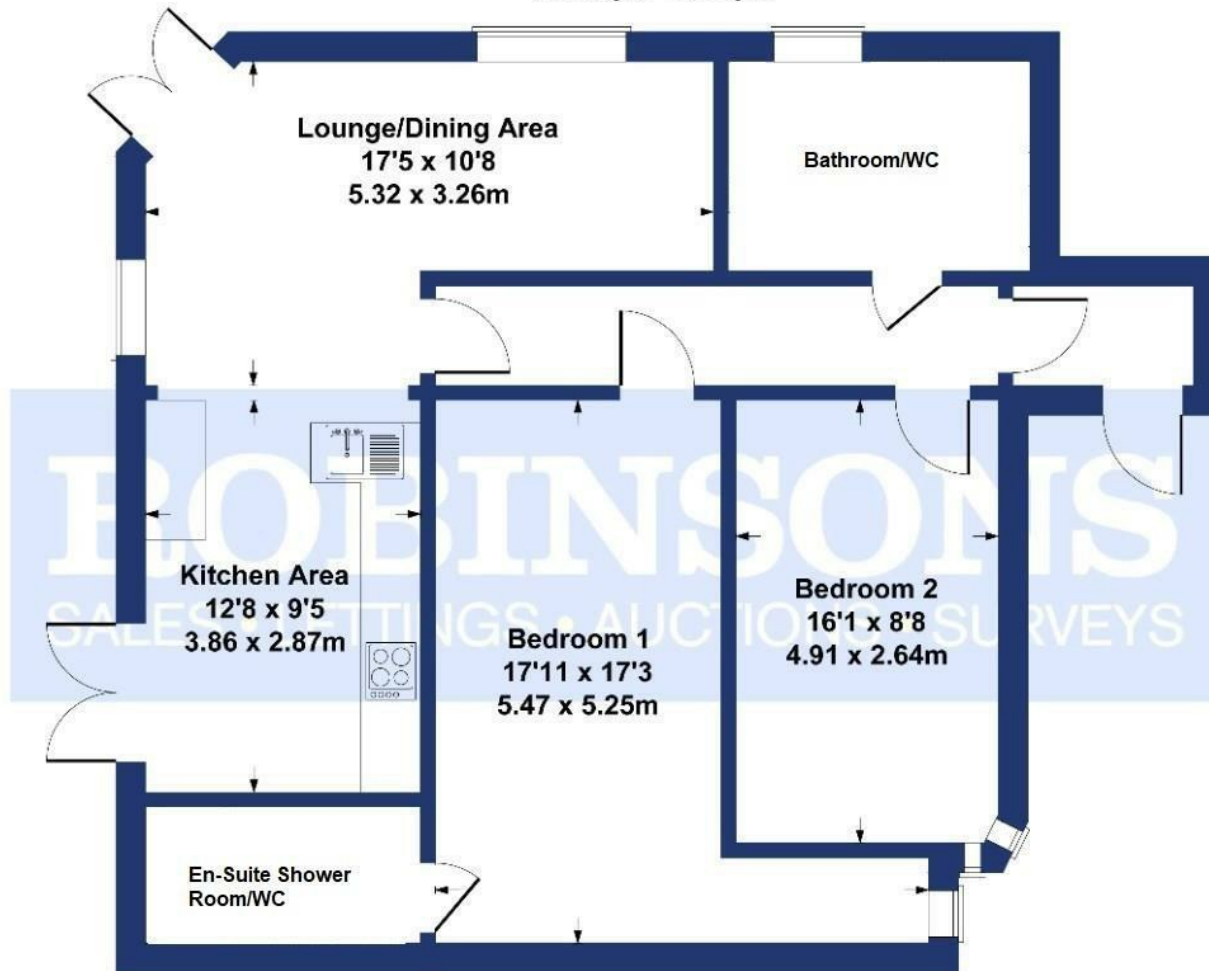 Lounge/Dining Area
17'5 x 10'8
5.32 x 3.26m
Bathroom/WC
ROBINSONS
SALES • LETTINGS • AUCTIONS • SURVEYS
Kitchen Area
12'8 x 9'5
3.86 x 2.87m
Bedroom 1
17'11 x 17'3
5.47 x 5.25m
Bedroom 2
16'1 x 8'8
4.91 x 2.64m
En-Suite Shower
Room/WC